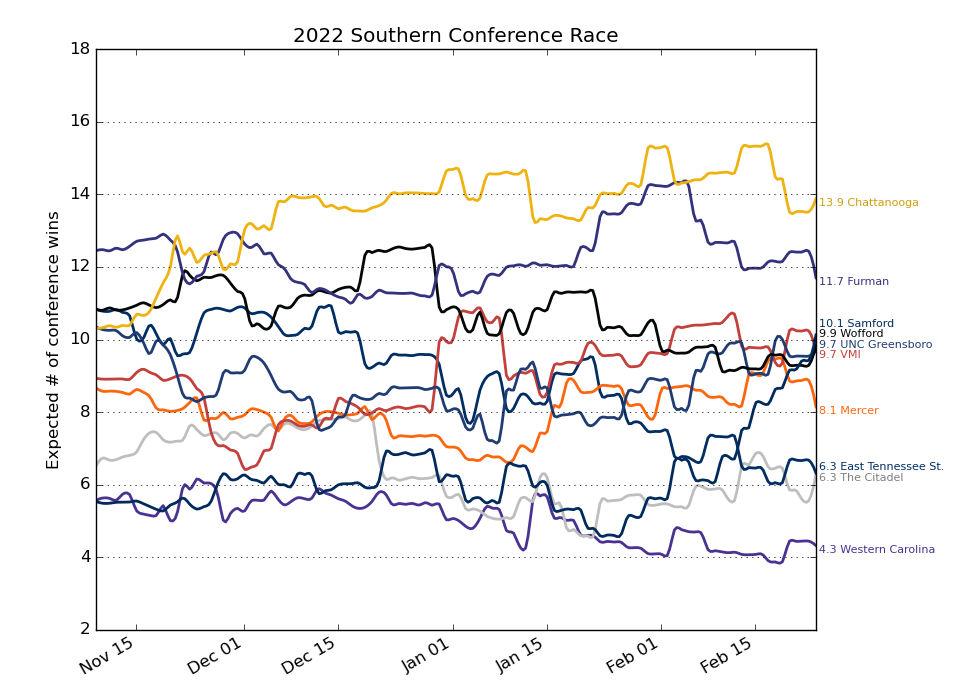 2022 Southern Conference Race
Expected # of conference wins
18
16
14
12
10
8
6
4
2
13.9 Chattanooga
11.7 Furman
10.1 Samford
9.9 Wofford
9.7 UNC Greensboro
9.7 VMI
8.1 Mercer
6.3 East Tennessee St.
6.3 The Citadel
4.3 Western Carolina
Nov 15
Dec 01
Dec 15
Jan 01
Jan 15
Feb 01
Feb 15